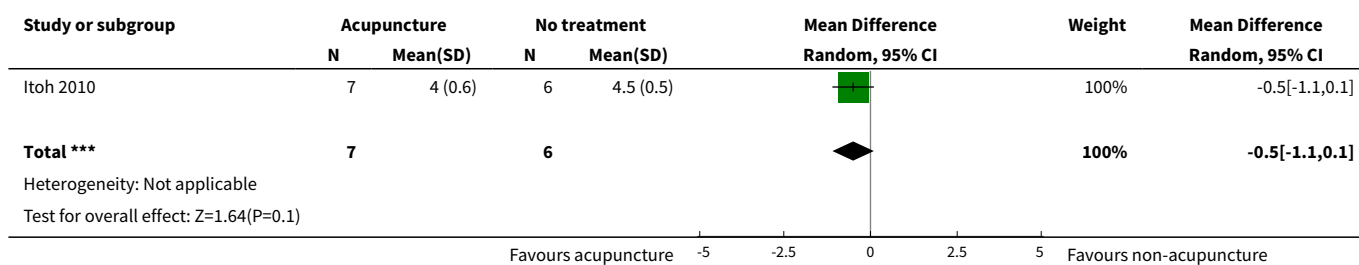 Study or subgroup Acupuncture No treatment Mean Difference Weight Mean Difference
N Mean(SD) N Mean(SD) Random, 95% CI Random, 95% CI
Itoh 2010 7 4 (0.6) 6 4.5 (0.5) 100% -0.5[-1.1,0.1]
Total *** 7 6 100% -0.5[-1.1,0.1]
Heterogeneity: Not applicable
Test for overall effect: Z=1.64(P=0.1)
Favours acupuncture -5 -2.5 0 2.5 5 Favours non-acupuncture